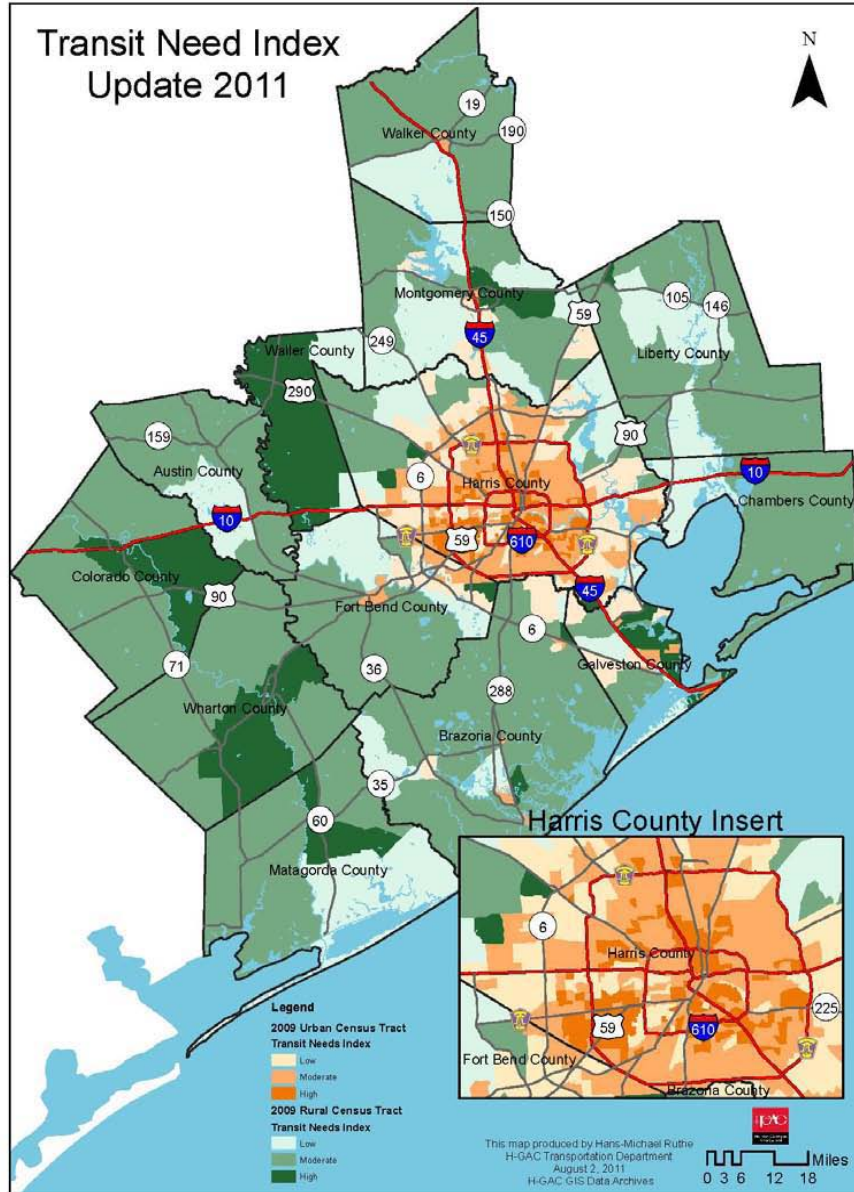 Transit Need Index
Update 2011
N
19
Walker County
190
150
Montgomery County
59
105
146
249
45
Liberty County
Waller County
290
90
159
6
Austin County
Harris County
10
10
Chambers County
59
610
Colorado County
90
45
Fort Bend County
6
71
36
Galveston County
288
Wharton County
Brazoria County
35
60
Harris County Insert
Matagorda County
6
Harris County
225
59
610
Fort Bend County
Brazoria County
Legend
2009 Urban Census Tract
Transit Needs Index
Low
Moderate
High
2009 Rural Census Tract
Transit Needs Index
Low
Moderate
High
This map produced by Hans-Michael Ruthe
H-GAC Transportation Department
August 2, 2011
H-GAC GIS Data Archives
Miles
0 3 6 12 18